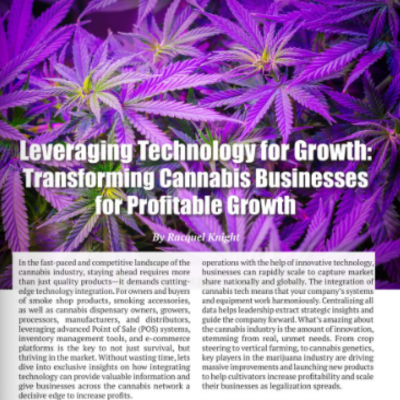 Leveraging Technology for Growth:
Transforming Cannabis Businesses
for Profitable Growth
By Racquel Knight
In the fast-paced and competitive landscape of the
cannabis industry, staying ahead requires more
than just quality products—it demands cutting-
edge technology integration. For owners and buyers
of smoke shop products, smoking accessories,
as well as cannabis dispensary owners, growers,
processors, manufacturers, and distributors,
leveraging advanced Point of Sale (POS) systems,
inventory management tools, and e-commerce
platforms is the key to not just survival, but
thriving in the market. Without wasting time, lets
dive into exclusive insights on how integrating
technology can provide valuable information and
give businesses across the cannabis network a
decisive edge to increase profits.
operations with the help of innovative technology,
businesses can rapidly scale to capture market
share nationally and globally. The integration of
cannabis tech means that your company's systems
and equipment work harmoniously. Centralizing all
data helps leadership extract strategic insights and
guide the company forward. What's amazing about
the cannabis industry is the amount of innovation,
stemming from real, unmet needs. From crop
steering to vertical farming, to cannabis genetics,
key players in the marijuana industry are driving
massive improvements and launching new products
to help cultivators increase profitability and scale
their businesses as legalization spreads.